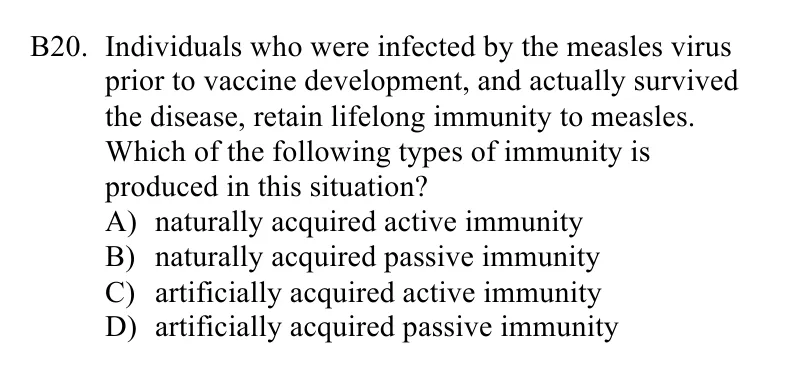 B20. Individuals who were infected by the measles virus
prior to vaccine development, and actually survived
the disease, retain lifelong immunity to measles.
Which of the following types of immunity is
produced in this situation?
A) naturally acquired active immunity
B) naturally acquired passive immunity
C) artificially acquired active immunity
D) artificially acquired passive immunity